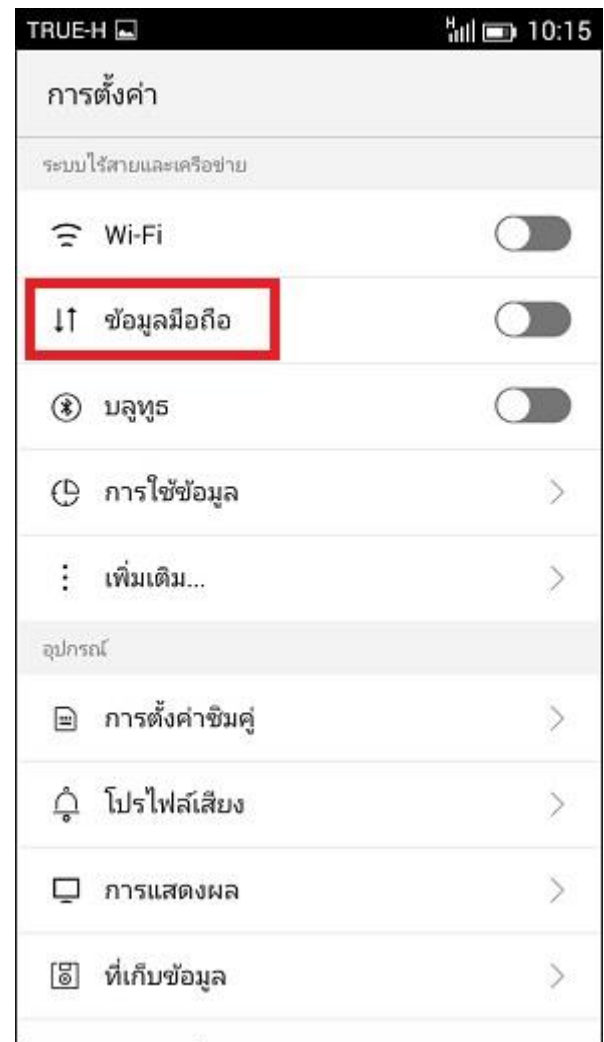 TRUE-H H 10:15
การตั้งค่า
ระบบไร้สายและเครือข่าย
Wi-Fi
ข้อมูลมือถือ
บลูทูธ
การใช้ข้อมูล
เพิ่มเติม...
อุปกรณ์
การตั้งค่าซิมคู่
โปรไฟล์เสียง
การแสดงผล
ที่เก็บข้อมูล